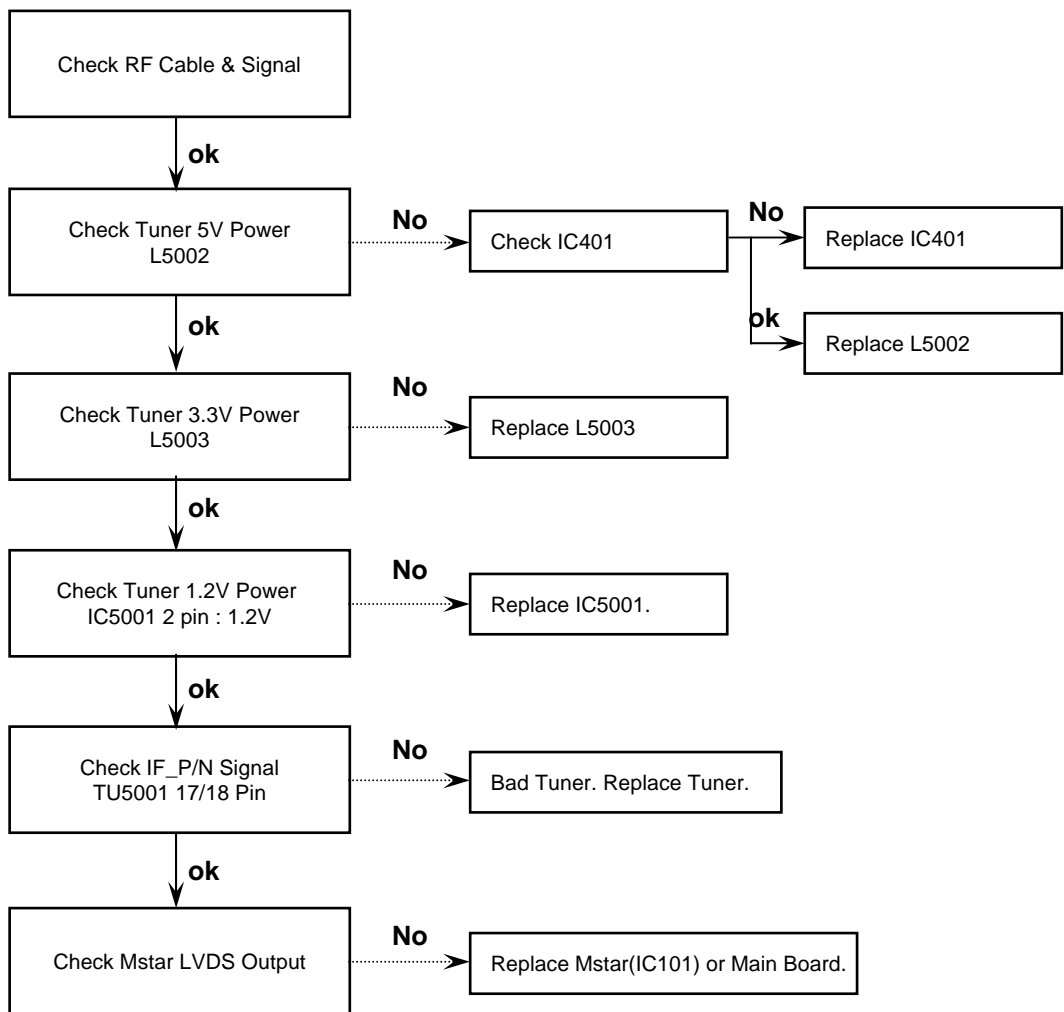 Check RF Cable & Signal
ok
Check Tuner 5V Power
L5002
No
Check IC401
No
Replace IC401
ok
Replace L5002
ok
Check Tuner 3.3V Power
L5003
No
Replace L5003
ok
Check Tuner 1.2V Power
IC5001 2 pin : 1.2V
No
Replace IC5001.
ok
Check IF_P/N Signal
TU5001 17/18 Pin
No
Bad Tuner. Replace Tuner.
ok
Check Mstar LVDS Output
No
Replace Mstar(IC101) or Main Board.